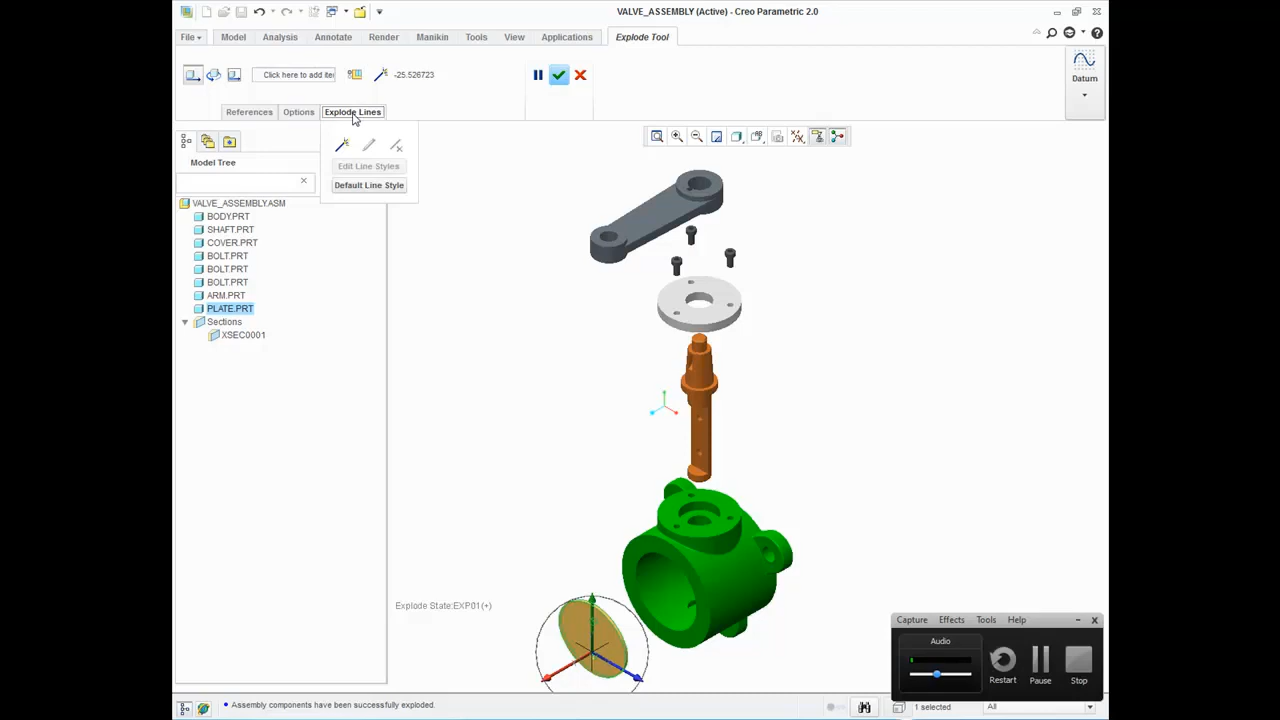 VALVE_ASSEMBLY (Active) - Creo Parametric 2.0
File Model Analysis Annotate Render Manikin Tools View Applications Explode Tool
Click here to add ite
-25.526723
Datum
References Options Explode Lines
Model Tree
Edit Line Styles
Default Line Style
VALVE_ASSEMBLY.ASM
BODY.PRT
SHAFT.PRT
COVER.PRT
BOLT.PRT
BOLT.PRT
BOLT.PRT
ARM.PRT
PLATE.PRT
Sections
XSEC0001
Explode State:EXP01(+)
Capture Effects Tools Help
Audio
Restart Pause Stop
Assembly components have been successfully exploded.
1 selected
All